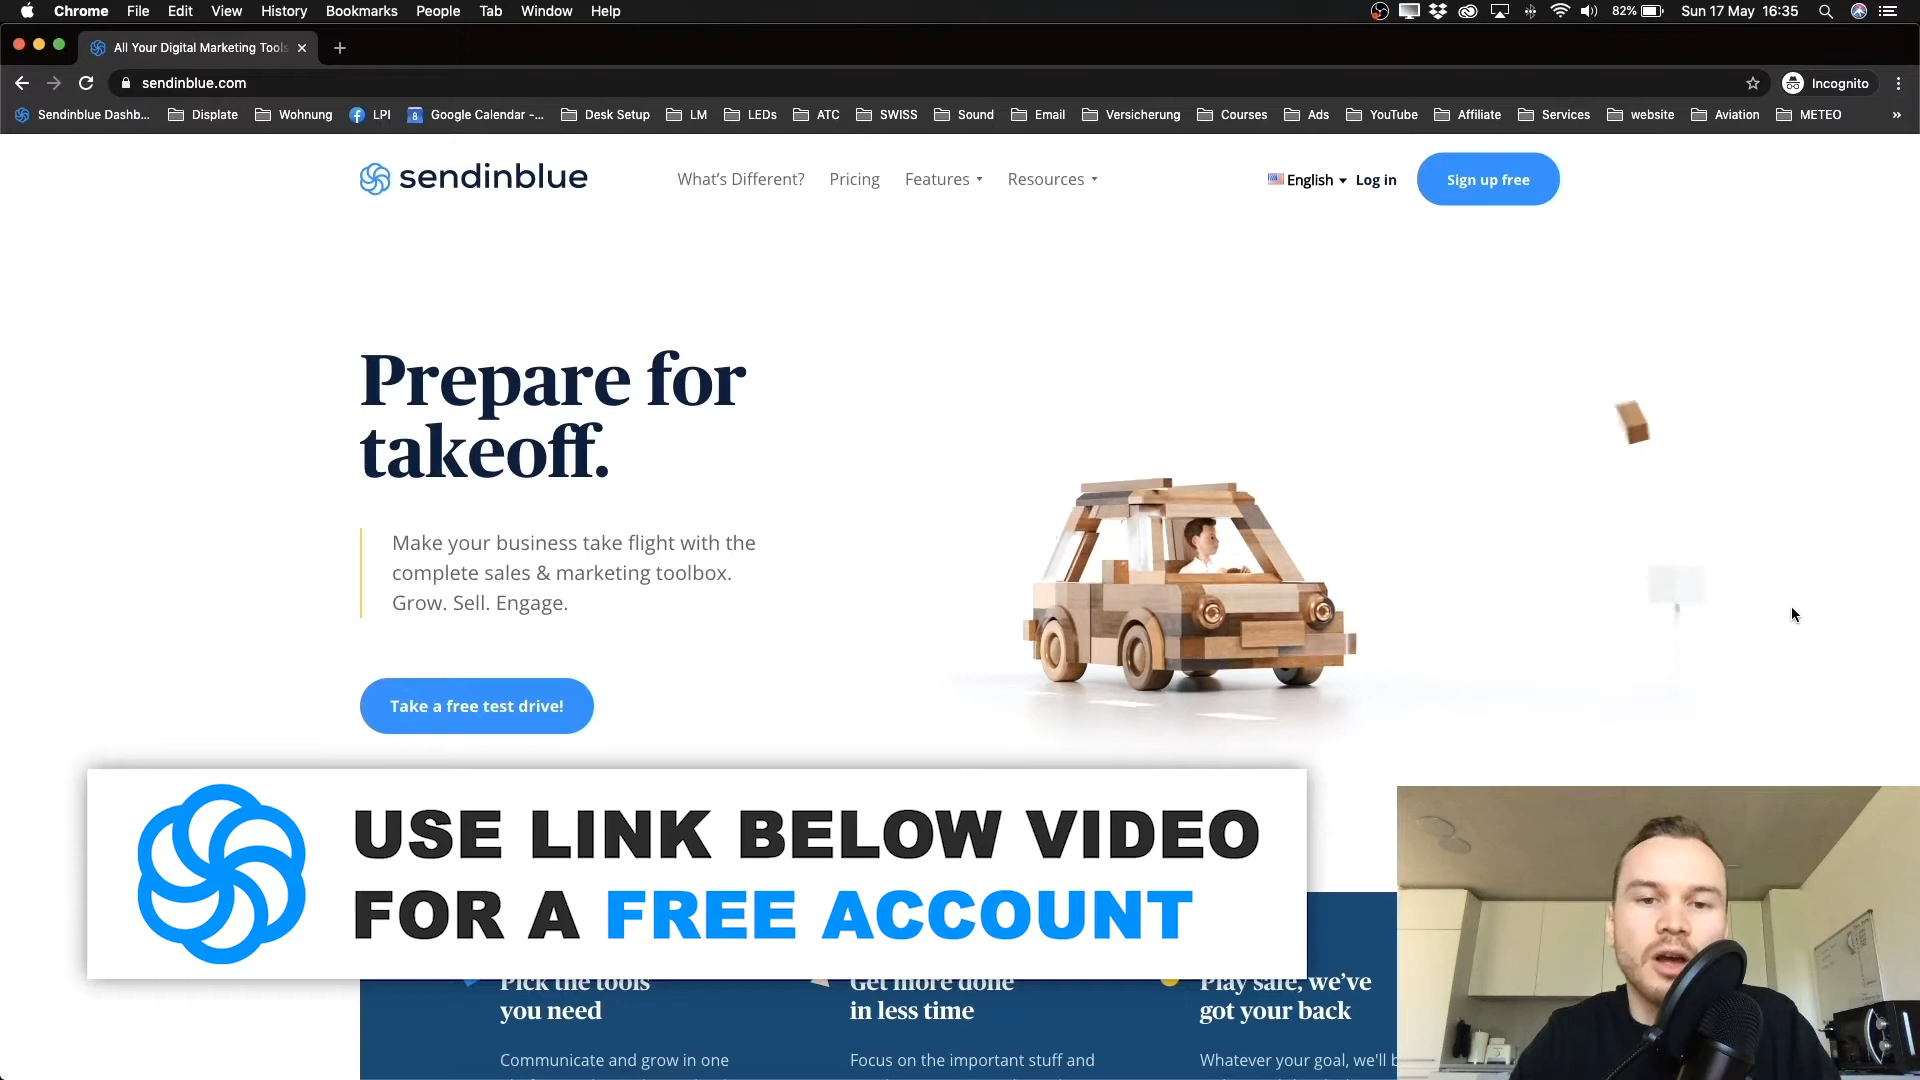 Chrome File Edit View History Bookmarks People Tab Window Help 82% Sun 17 May 16:35
All Your Digital Marketing Tools
sendinblue.com Incognito
Sendinblue Dashb... Displate Wohnung LPI 8 Google Calendar -... Desk Setup LM LEDs ATC SWISS Sound Email Versicherung Courses Ads YouTube Affiliate Services website Aviation METEO »
sendinblue What's Different? Pricing Features Resources English Log in Sign up free
Prepare for
takeoff.
Make your business take flight with the
complete sales & marketing toolbox.
Grow. Sell. Engage.
Take a free test drive!
USE LINK BELOW VIDEO
FOR A FREE ACCOUNT
Pick the tools
you need
Get more done
in less time
Play safe, we've
got your back
Communicate and grow in one
Focus on the important stuff and
Whatever your goal, we'll